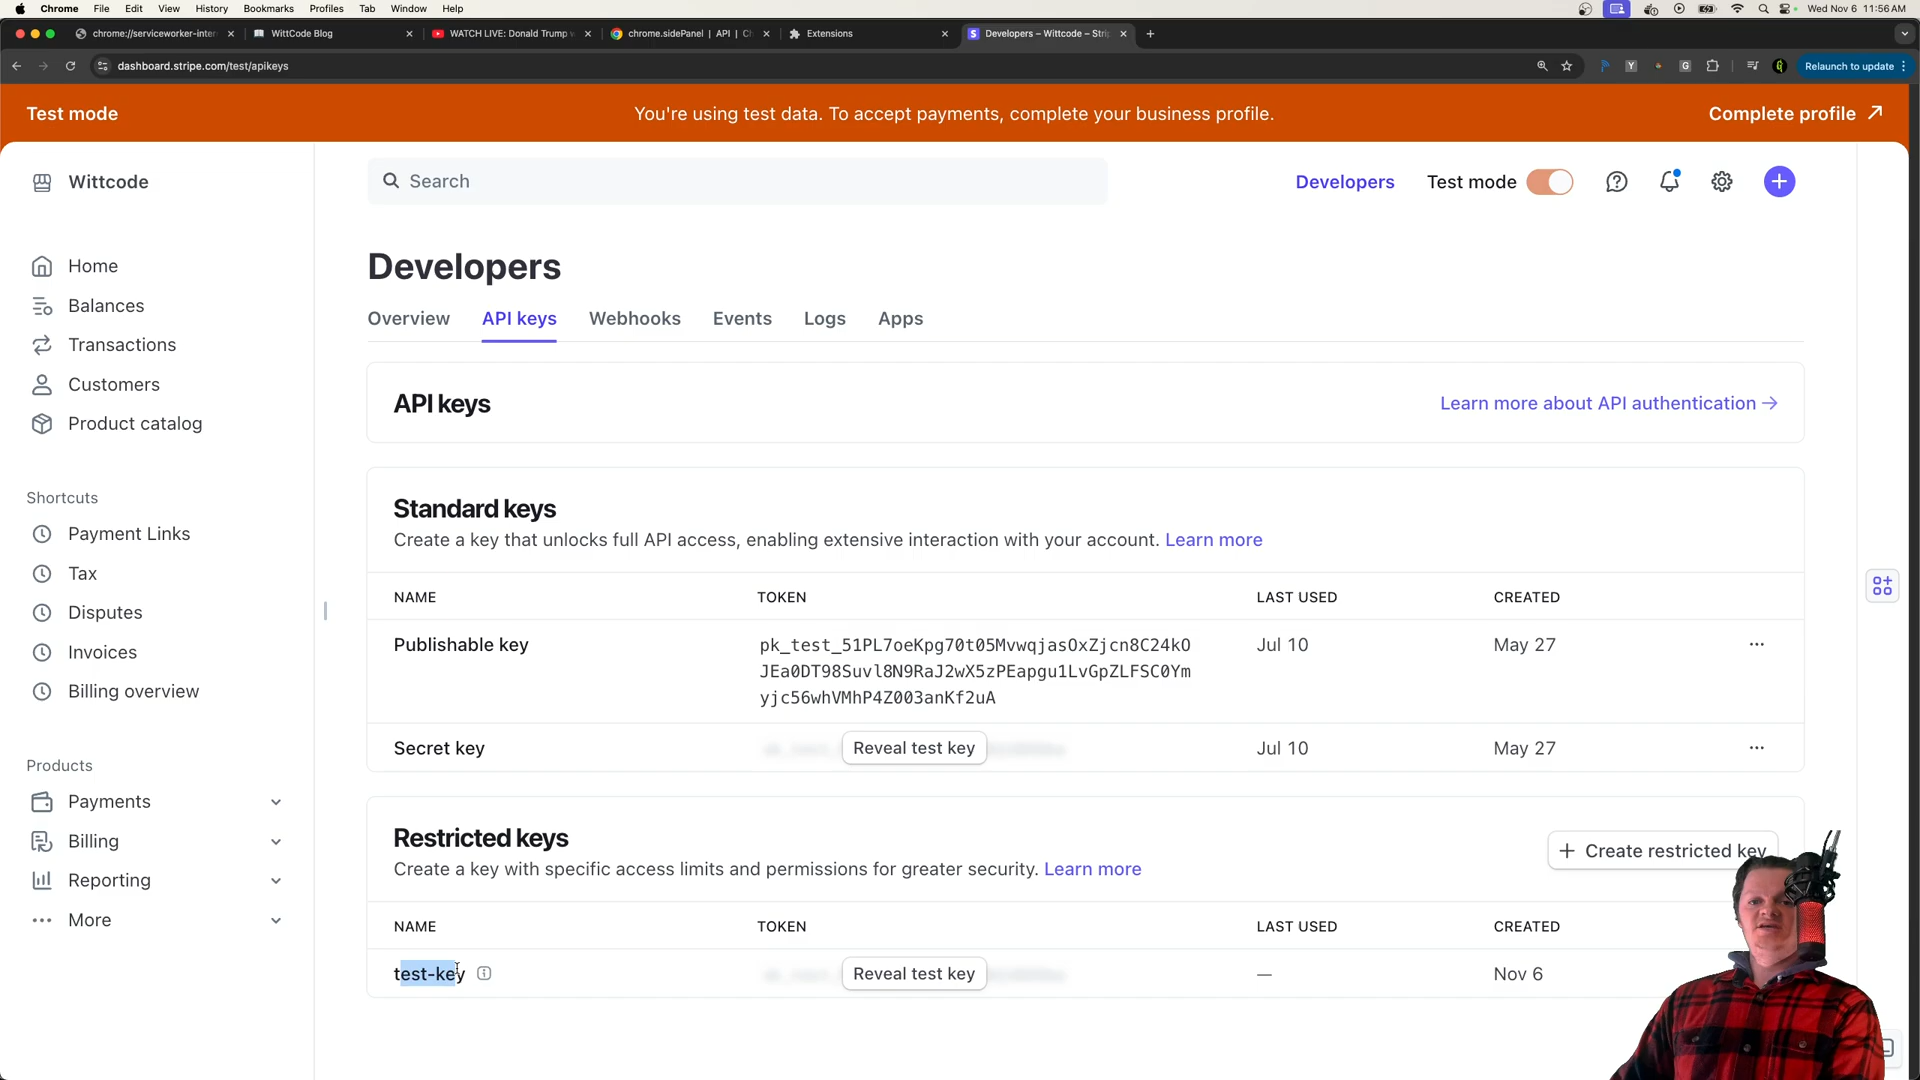 Chrome File Edit View History Bookmarks Profiles Tab Window Help Wed Nov 6 11:56 AM
chrome://serviceworker-inter WittCode Blog WATCH LIVE: Donald Trump chrome.sidePanel | API | Ch Extensions Developers – Wittcode – Strip
dashboard.stripe.com/test/apikeys Relaunch to update
Test mode You're using test data. To accept payments, complete your business profile. Complete profile
Wittcode
Search
Developers Test mode
Home
Balances
Transactions
Customers
Product catalog
Shortcuts
Payment Links
Tax
Disputes
Invoices
Billing overview
Products
Payments
Billing
Reporting
More
Developers
Overview API keys Webhooks Events Logs Apps
API keys Learn more about API authentication
Standard keys
Create a key that unlocks full API access, enabling extensive interaction with your account. Learn more
NAME TOKEN LAST USED CREATED
Publishable key pk_test_51PL7oeKpg70t05MvwqjasOxZjcn8C24kO Jul 10 May 27
JEa0DT98Suvl8N9RaJ2wX5zPEapgu1LvGpZLFSC0Ym
yjc56whVMhP4Z003anKf2uA
Secret key Reveal test key Jul 10 May 27
Restricted keys
Create a key with specific access limits and permissions for greater security. Learn more
+ Create restricted key
NAME TOKEN LAST USED CREATED
test-key Reveal test key — Nov 6